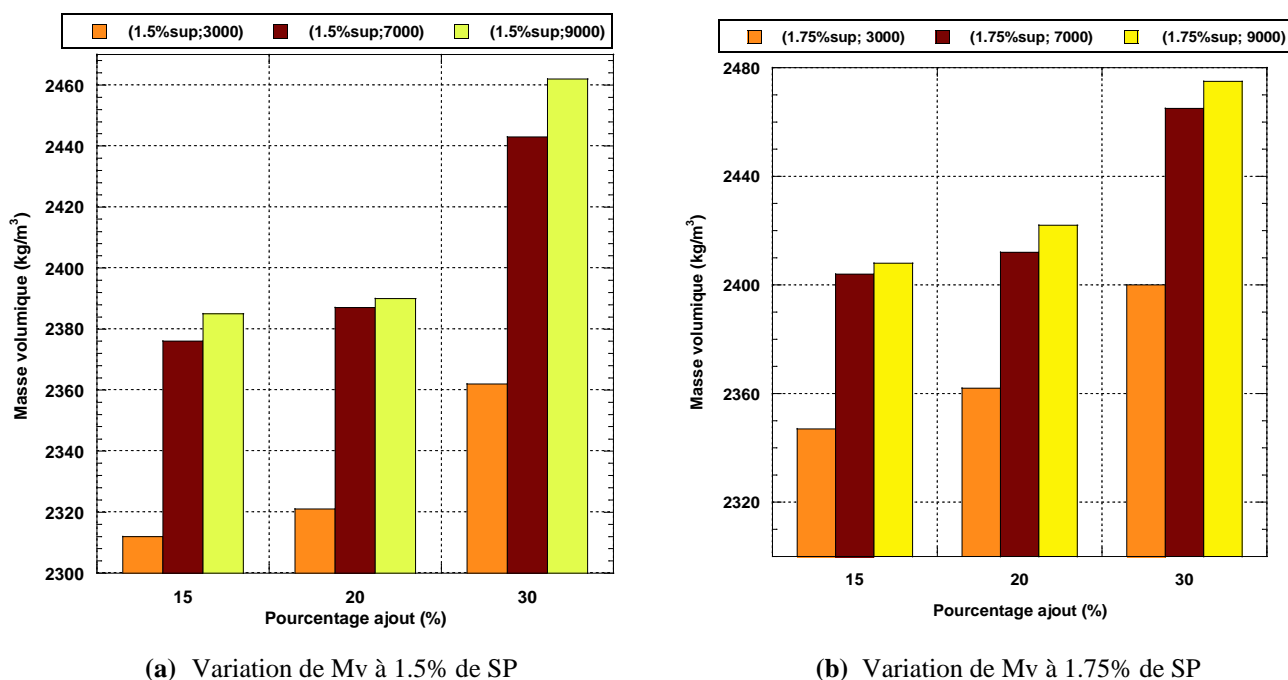 (1.5%sup;3000) (1.5%sup;7000) (1.5%sup;9000)
2460
2440
2420
2400
2380
2360
2340
2320
2300
Masse volumique (kg/m³)
15 20 30
Pourcentage ajout (%)
(a) Variation de Mv à 1.5% de SP
(1.75%sup; 3000) (1.75%sup; 7000) (1.75%sup; 9000)
2480
2440
2400
2360
2320
Masse volumique (kg/m³)
15 20 30
Pourcentage ajout (%)
(b) Variation de Mv à 1.75% de SP